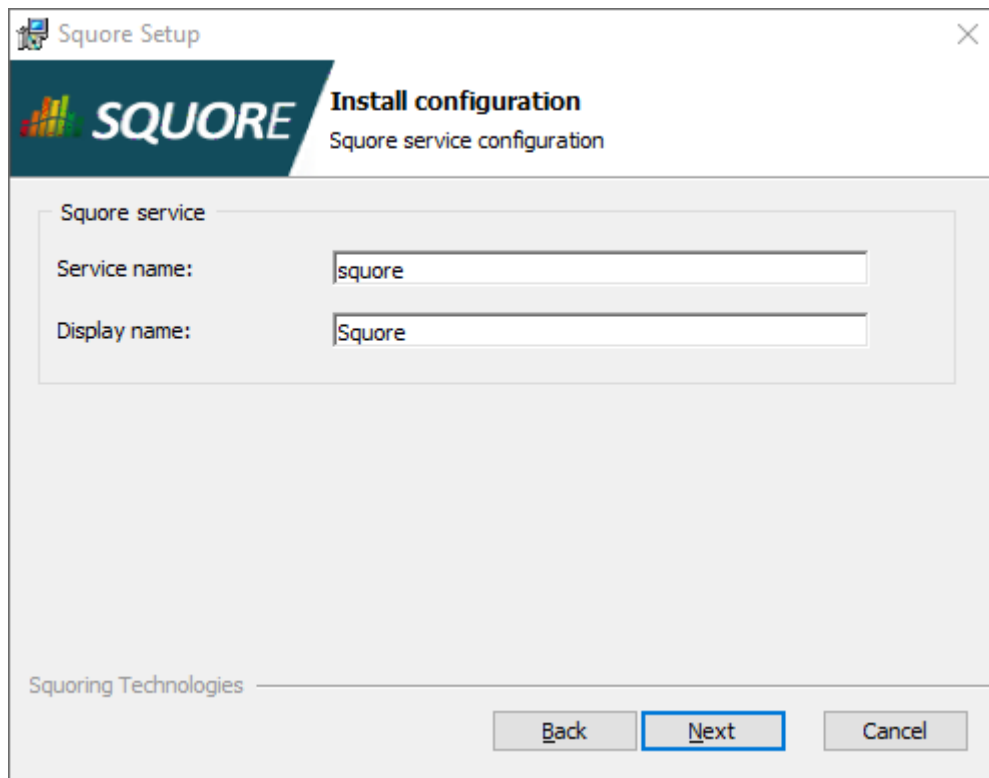 Squore Setup
SQUORE
Install configuration
Squore service configuration
Squore service
Service name: squore
Display name: Squore
Squoring Technologies
Back Next Cancel